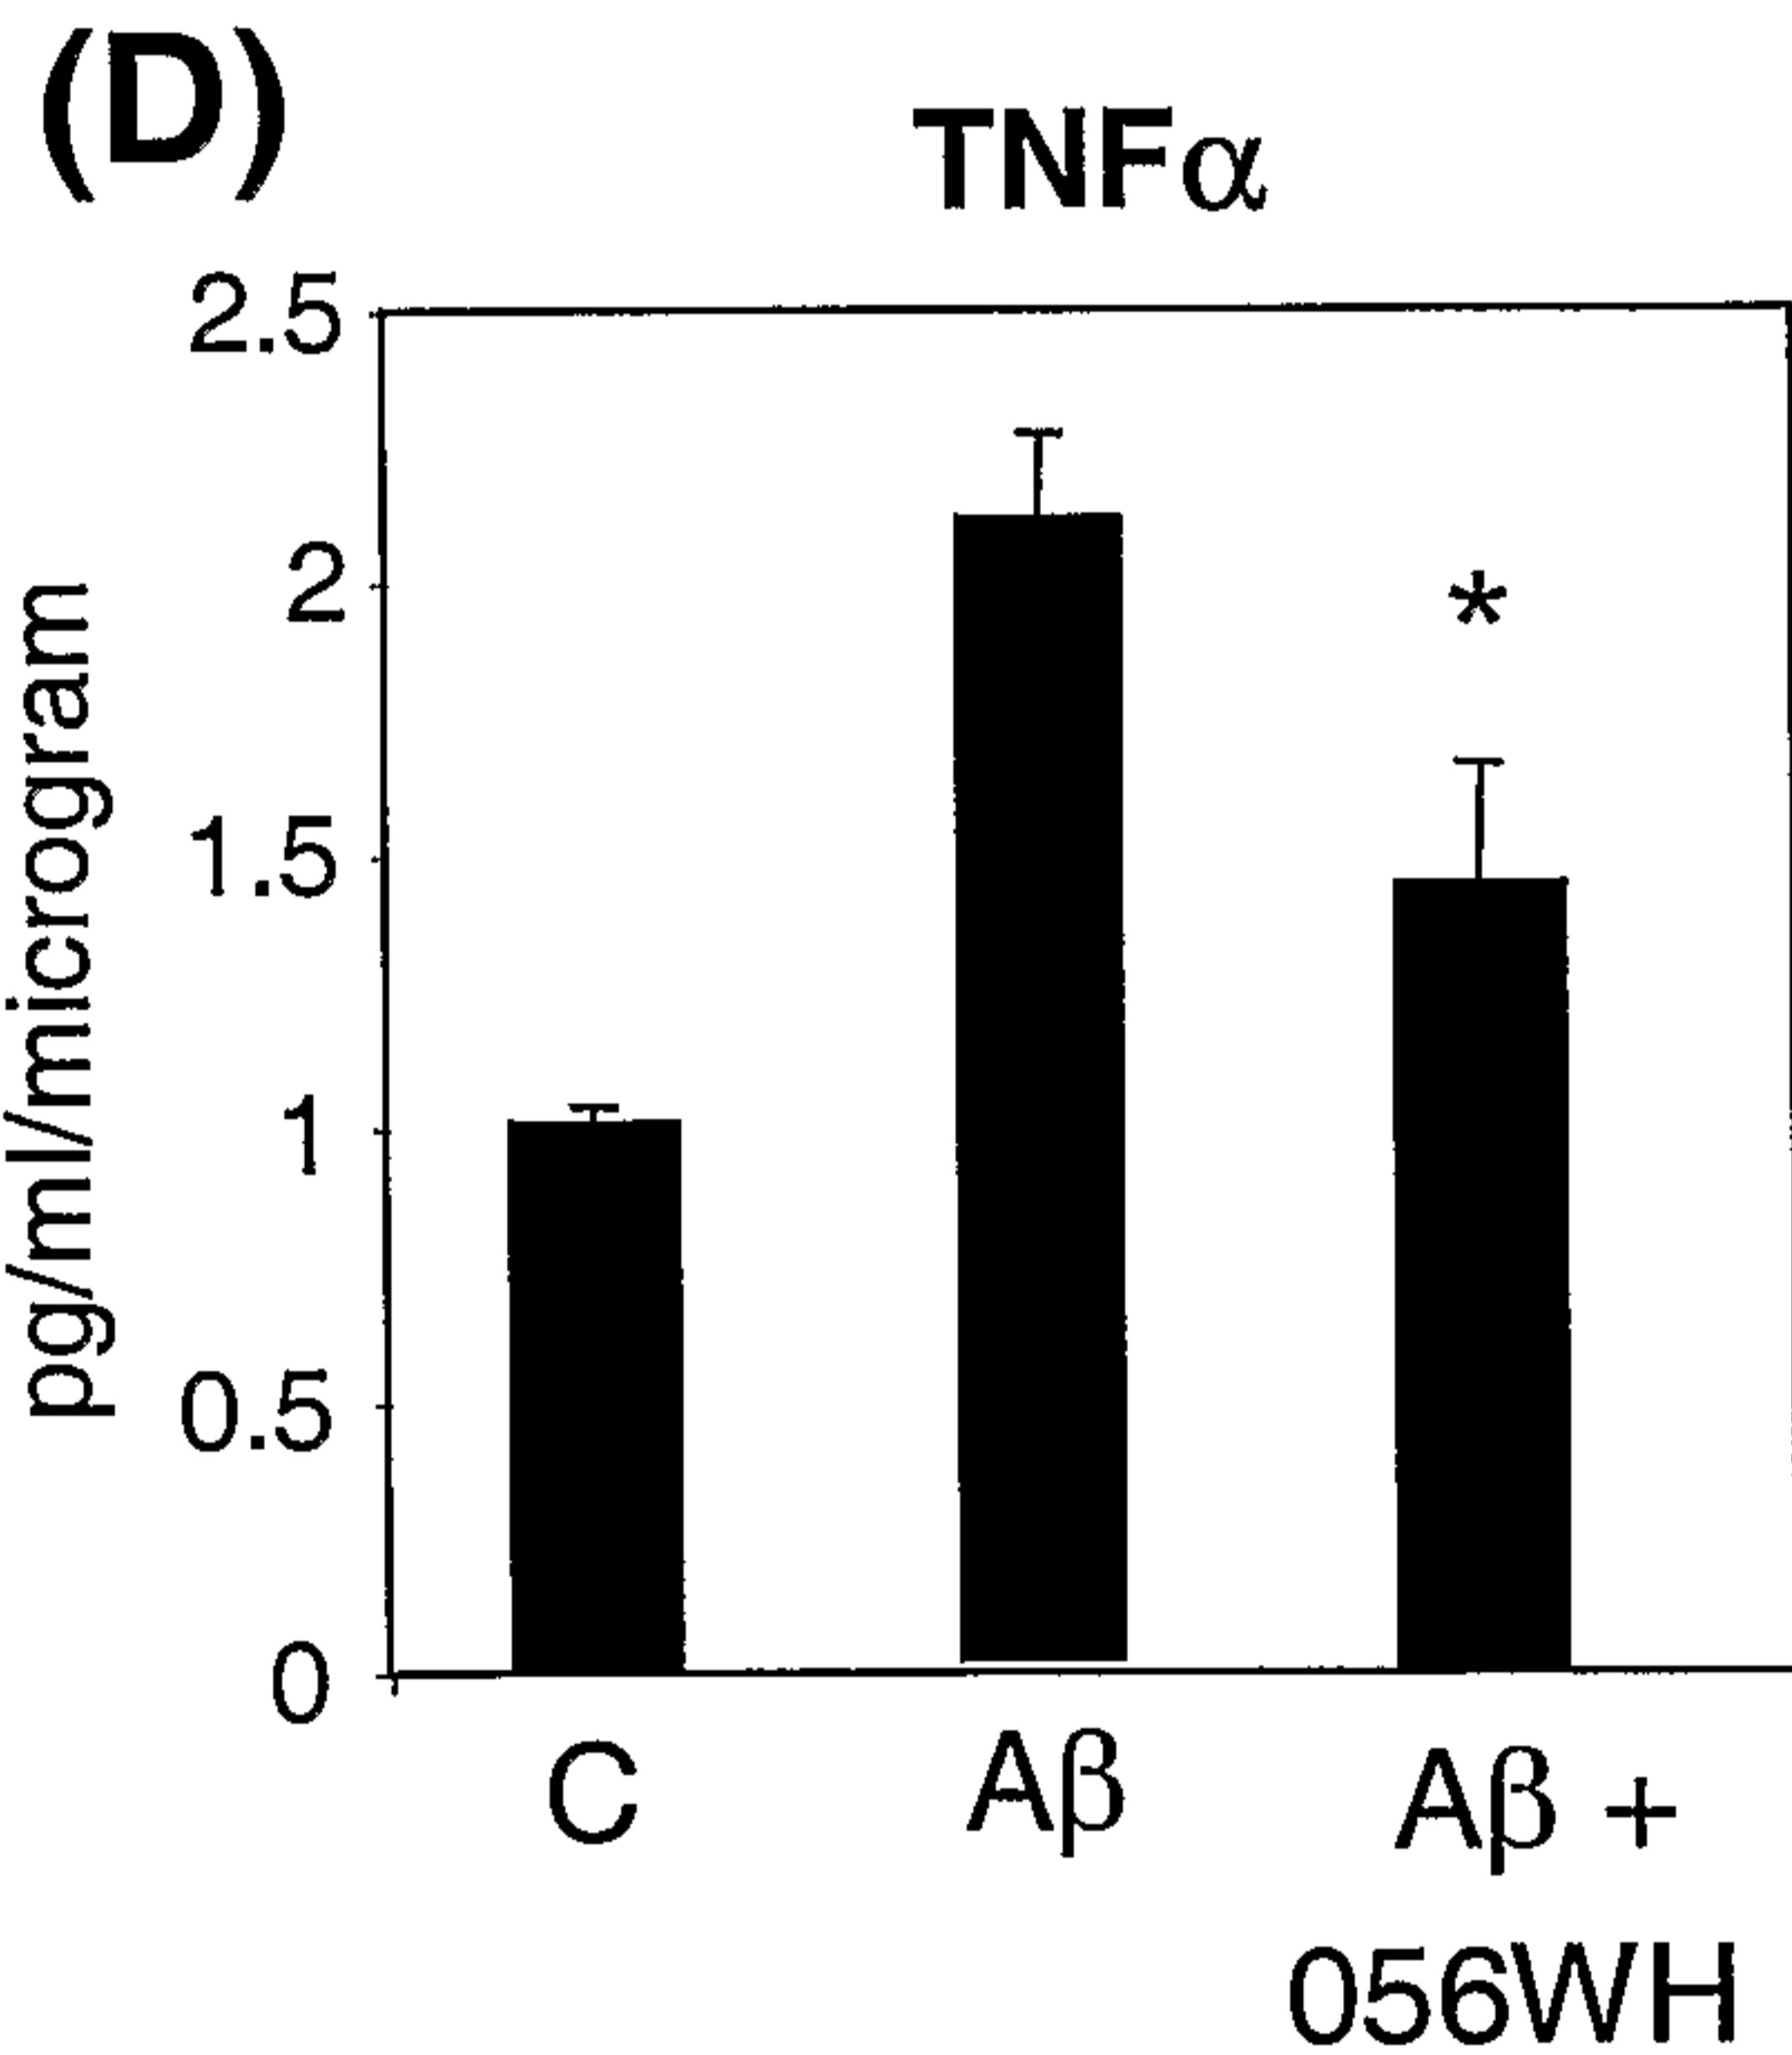 (D)
TNFα
2.5
2
1.5
1
0.5
0
pg/ml/microgram
*
C
Aβ
Aβ +
056WH